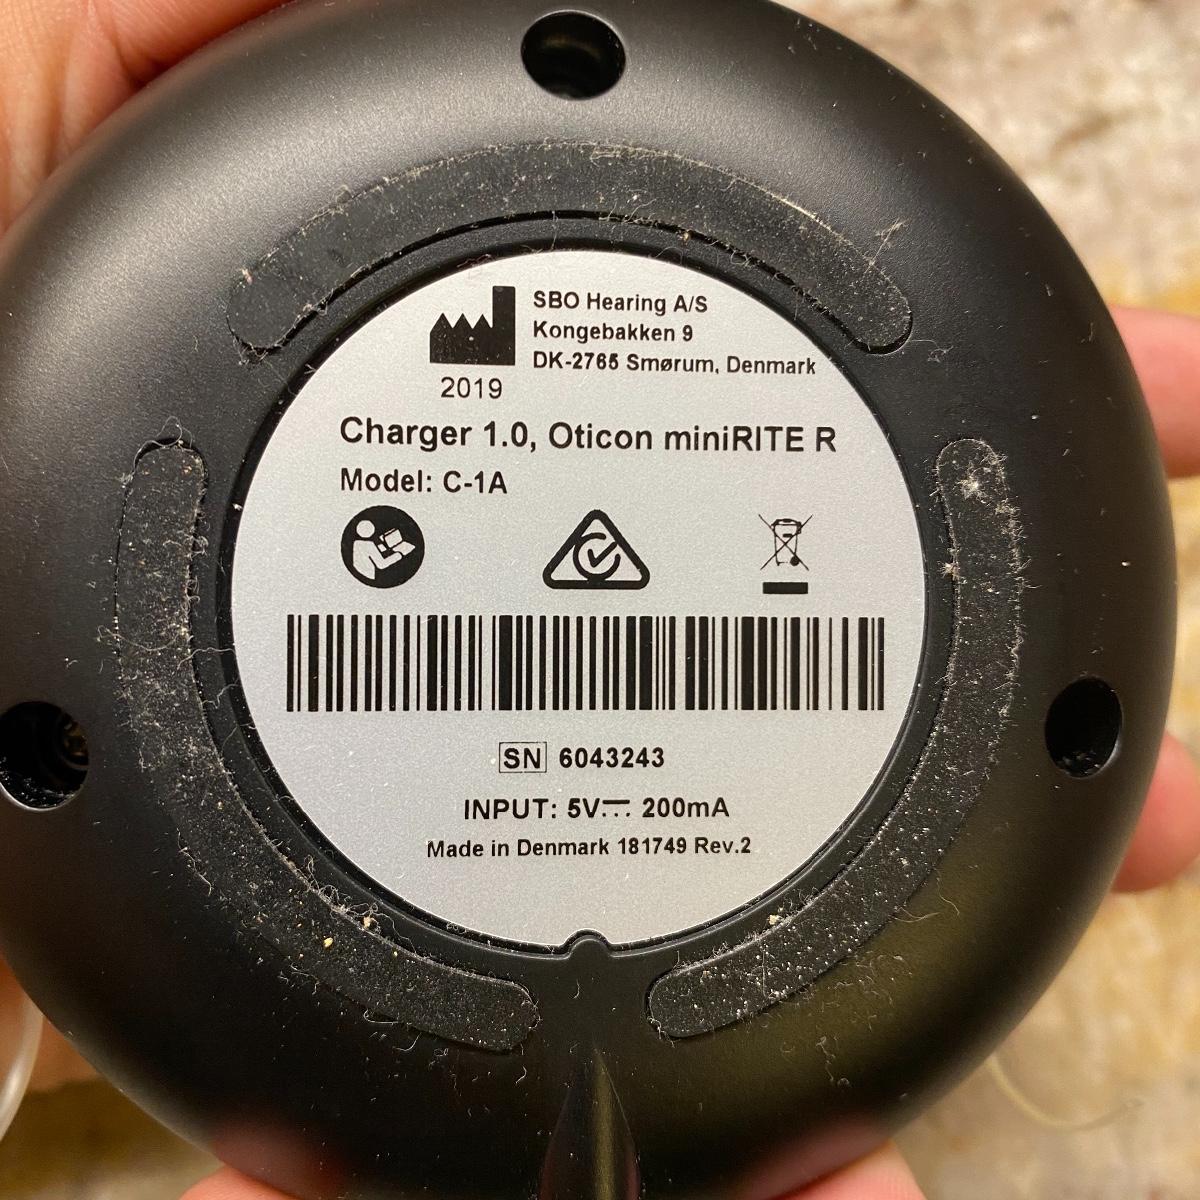 SBO Hearing A/S
Kongebakken 9
DK-2765 Smørum, Denmark
2019
Charger 1.0, Oticon miniRITE R
Model: C-1A
SN 6043243
INPUT: 5V⎓ 200mA
Made in Denmark 181749 Rev.2